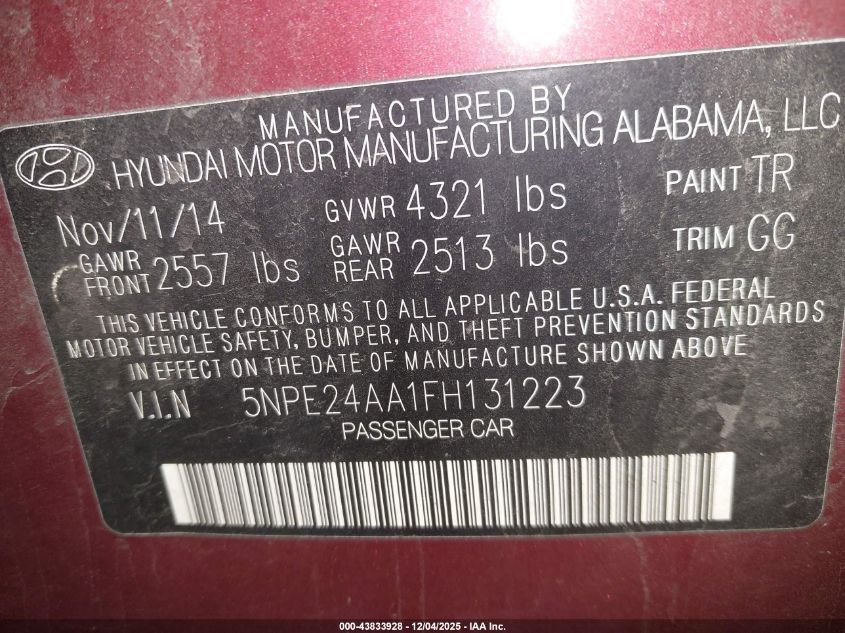 MANUFACTURED BY
HYUNDAI MOTOR MANUFACTURING ALABAMA, LLC
Nov/11/14 GVWR 4321 lbs PAINT TR
GAWR FRONT 2557 lbs GAWR REAR 2513 lbs TRIM GG
THIS VEHICLE CONFORMS TO ALL APPLICABLE U.S.A. FEDERAL
MOTOR VEHICLE SAFETY, BUMPER, AND THEFT PREVENTION STANDARDS
IN EFFECT ON THE DATE OF MANUFACTURE SHOWN ABOVE
V.I.N 5NPE24AA1FH131223
PASSENGER CAR
000-43833928 - 12/04/2025 - IAA Inc.